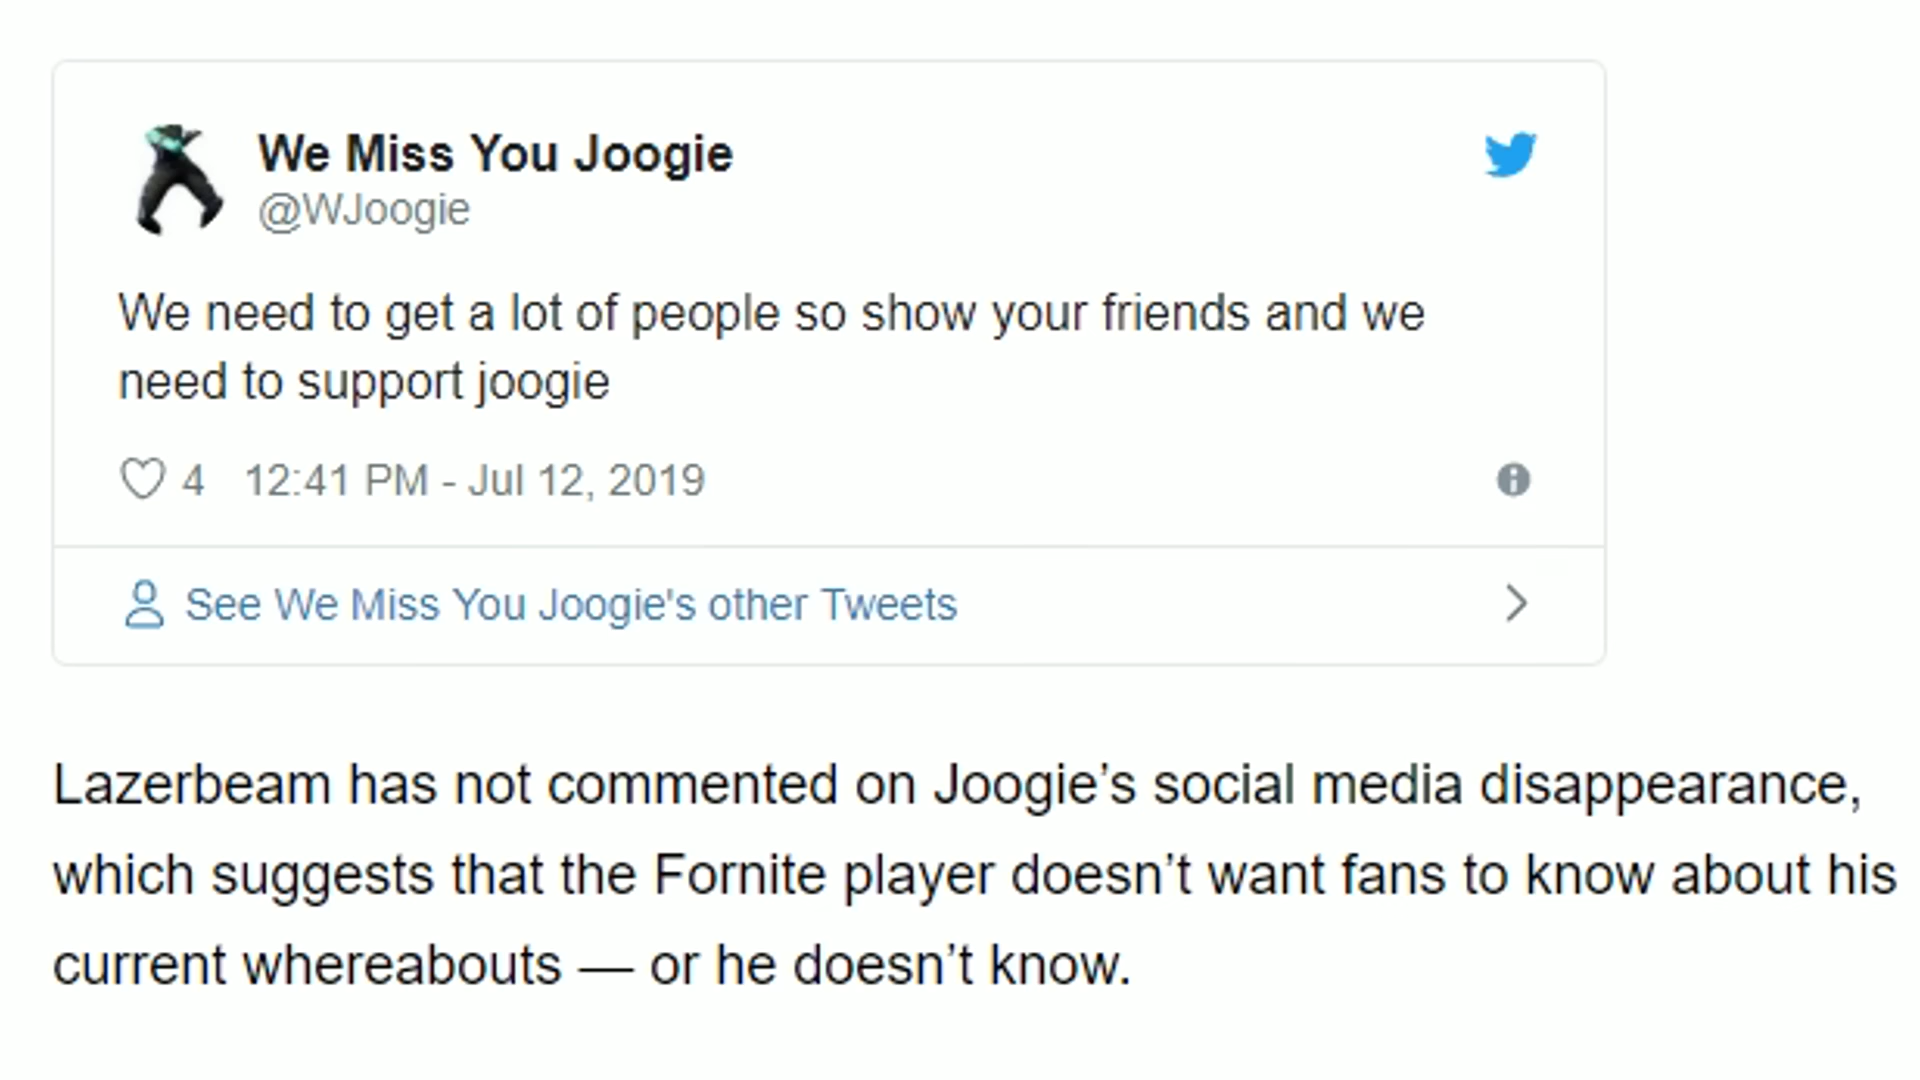 We Miss You Joogie
@WJoogie
We need to get a lot of people so show your friends and we
need to support joogie
4 12:41 PM - Jul 12, 2019
See We Miss You Joogie's other Tweets
Lazerbeam has not commented on Joogie’s social media disappearance,
which suggests that the Fornite player doesn’t want fans to know about his
current whereabouts — or he doesn’t know.